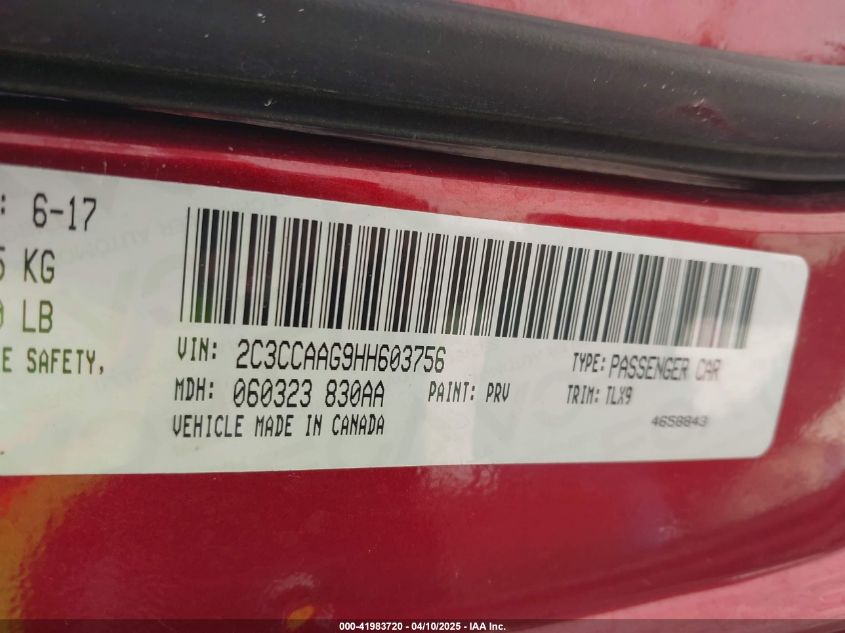 : 6-17
5 KG
0 LB
E SAFETY,
VIN: 2C3CCAAG9HH603756
TYPE: PASSENGER CAR
MDH: 060323 830AA
PAINT: PRV
TRIM: TLX9
VEHICLE MADE IN CANADA
4658843
000-41983720 - 04/10/2025 - IAA Inc.